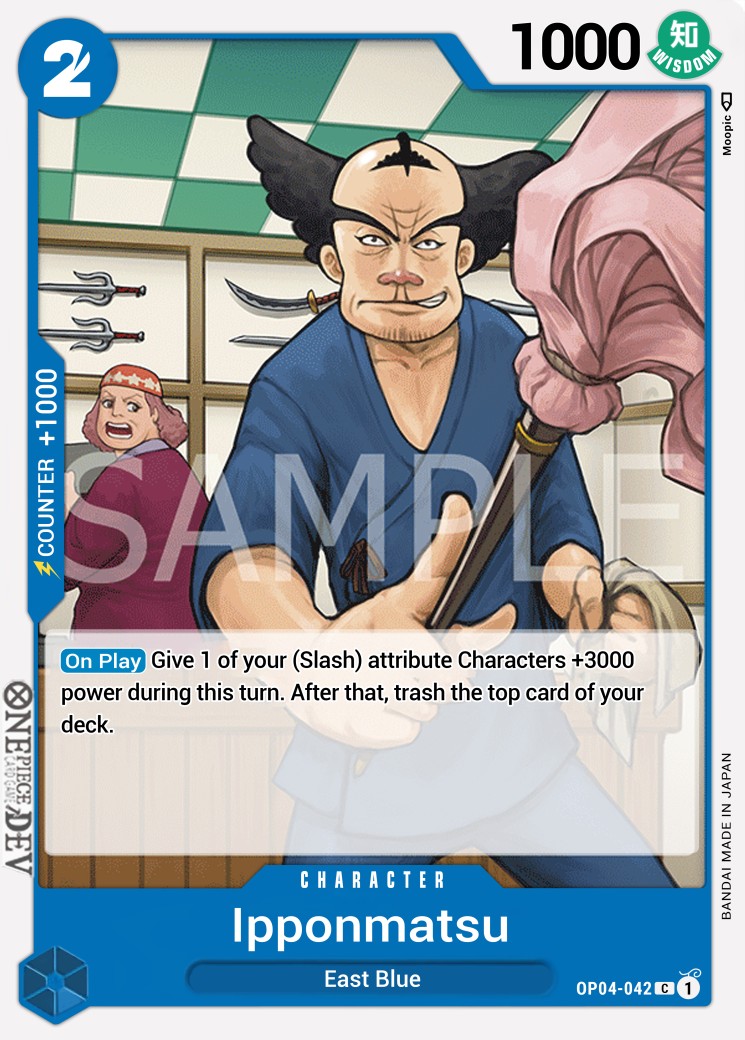 2
1000
知
WISDOM
Moopic
COUNTER +1000
SAMPLE
On Play Give 1 of your (Slash) attribute Characters +3000
power during this turn. After that, trash the top card of your
deck.
ONE PIECE
CARD GAME
DEV
BANDAI MADE IN JAPAN
CHARACTER
Ipponmatsu
East Blue
OP04-042 C 1